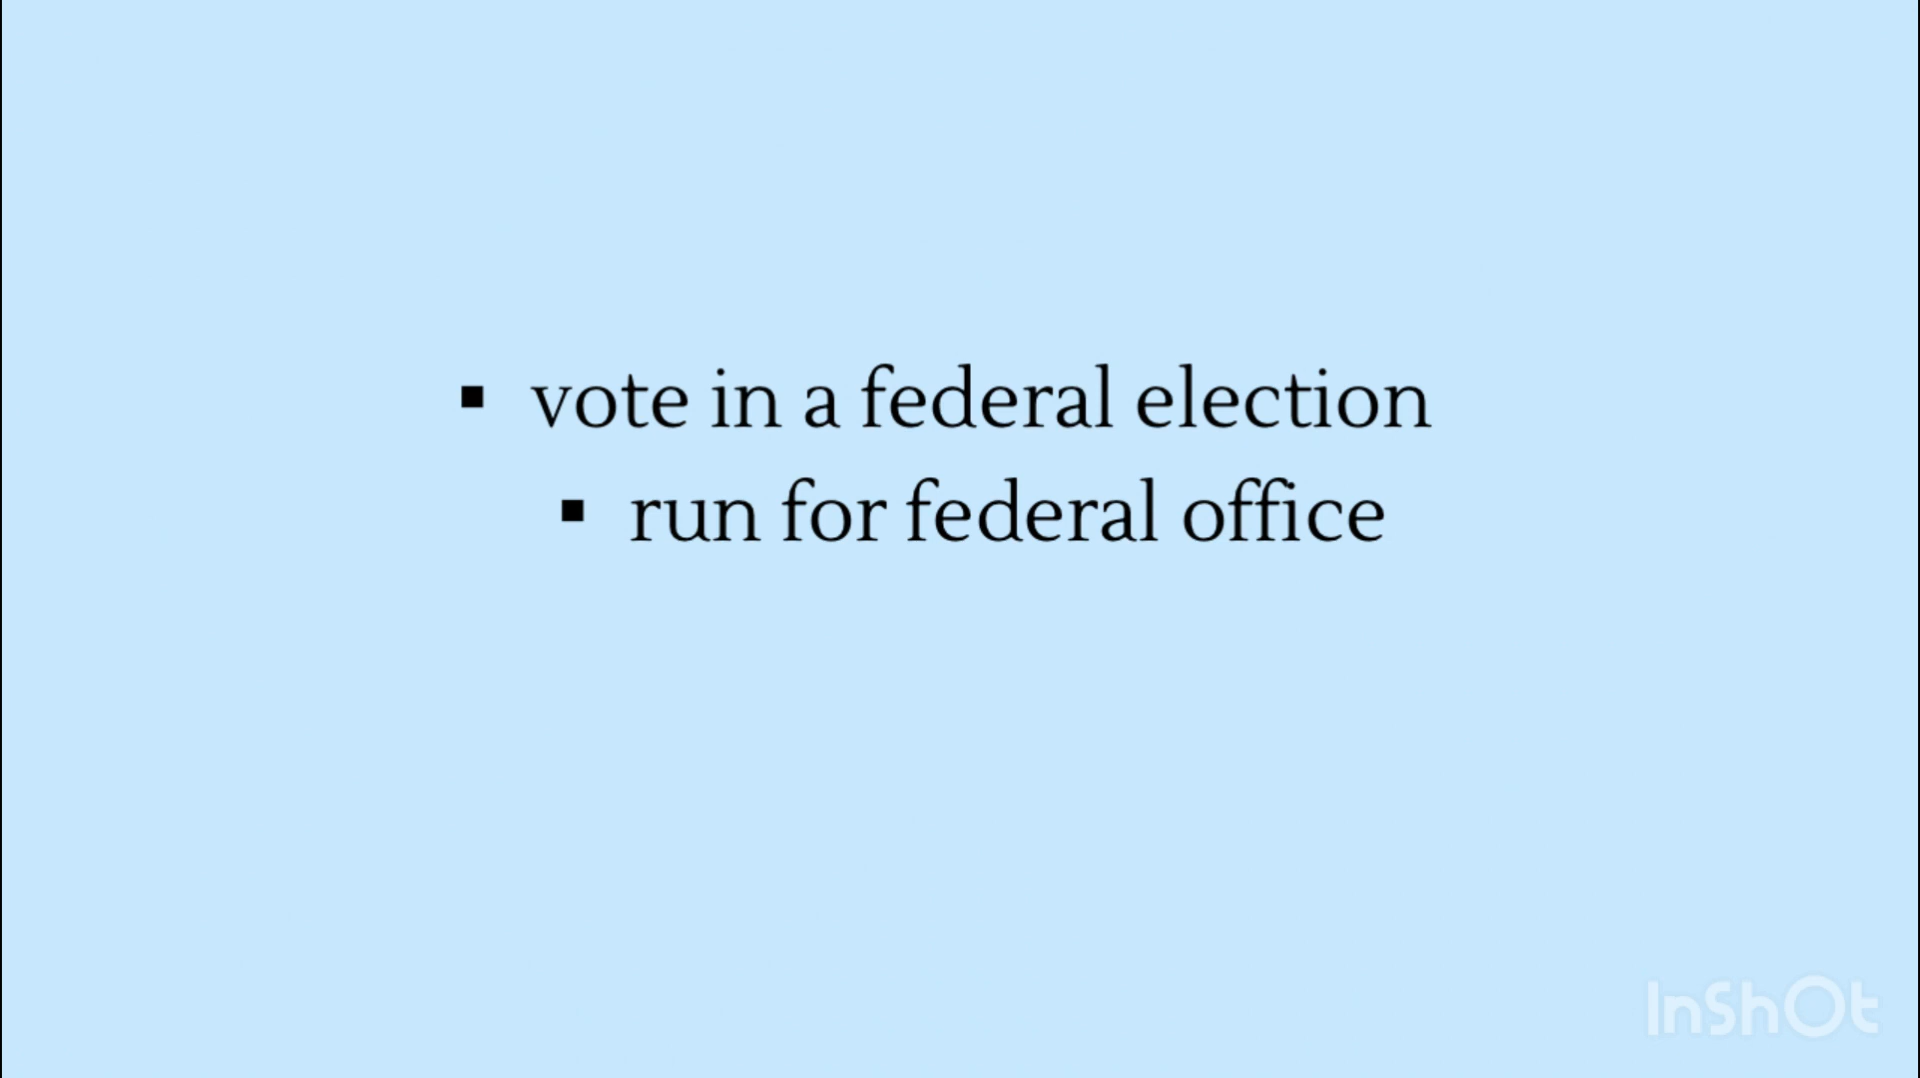 ▪ vote in a federal election
▪ run for federal office
InShOt